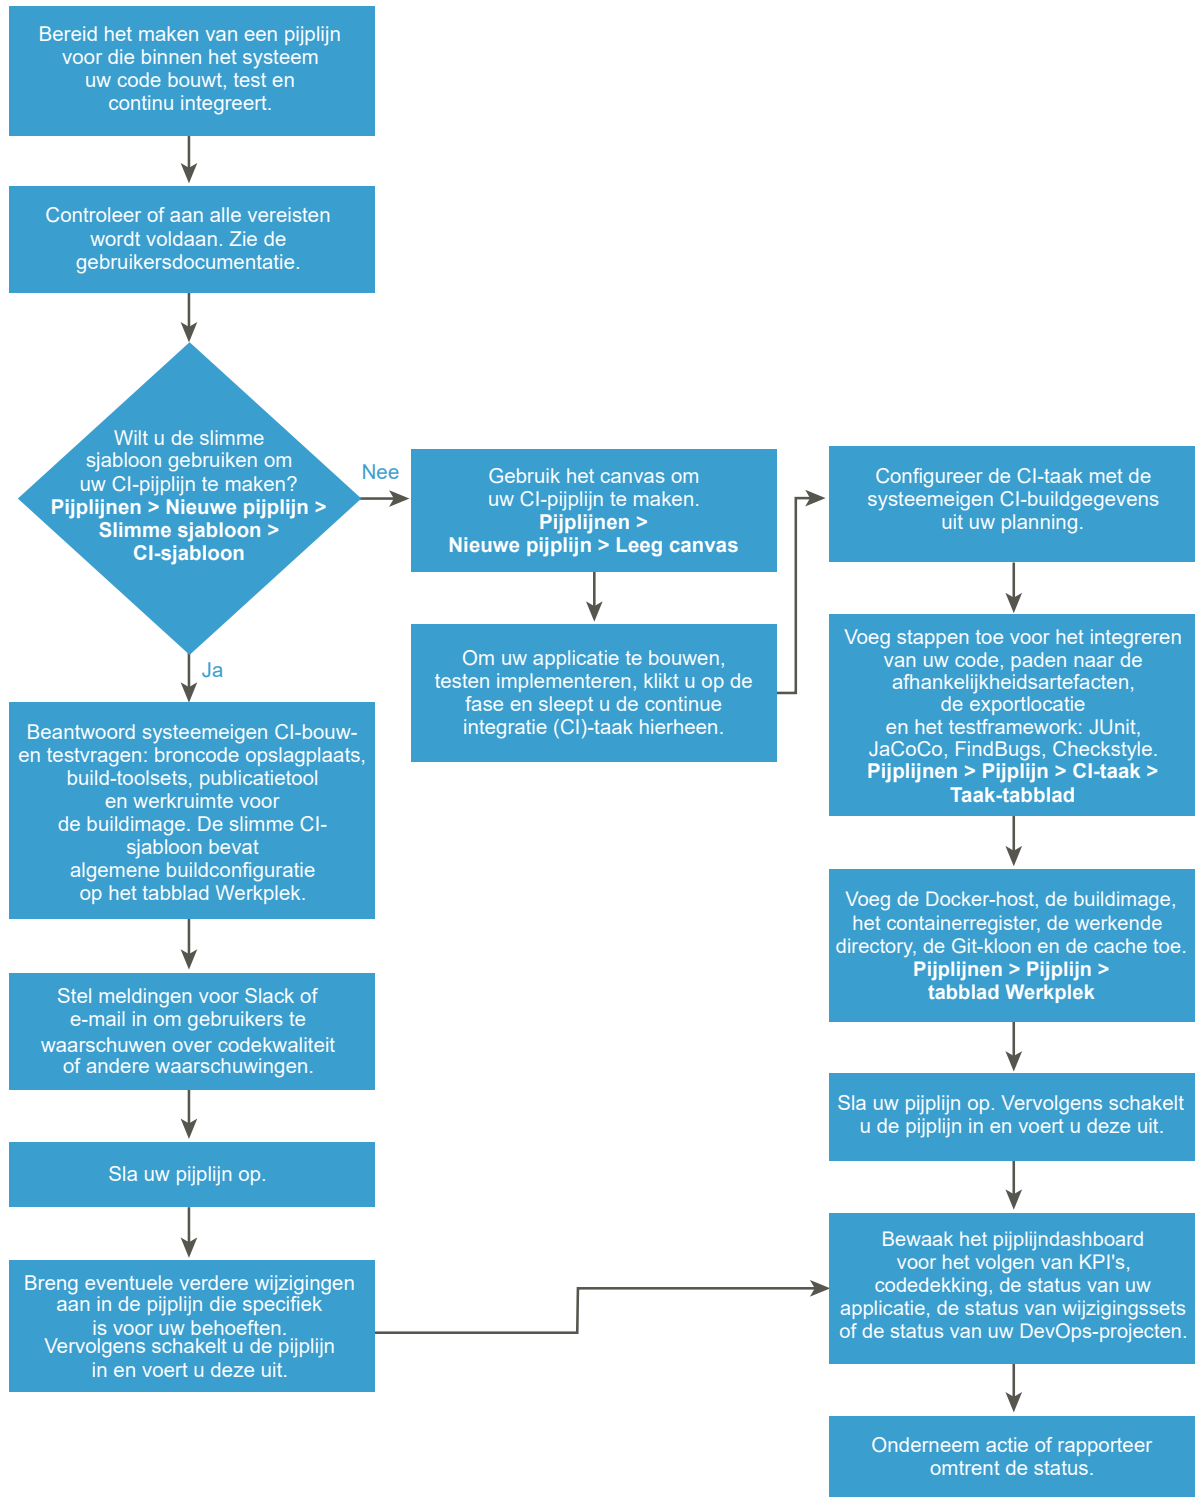 Bereid het maken van een pijplijn
voor die binnen het systeem
uw code bouwt, test en
continu integreert.
Controleer of aan alle vereisten
wordt voldaan. Zie de
gebruikersdocumentatie.
Wilt u de slimme
sjabloon gebruiken om
uw CI-pijplijn te maken?
Pijplijnen > Nieuwe pijplijn >
Slimme sjabloon >
CI-sjabloon
Nee
Ja
Beantwoord systeemeigen CI-bouw-
en testvragen: broncode opslagplaats,
build-toolsets, publicatietool
en werkruimte voor
de buildimage. De slimme CI-
sjabloon bevat
algemene buildconfiguratie
op het tabblad Werkplek.
Stel meldingen voor Slack of
e-mail in om gebruikers te
waarschuwen over codekwaliteit
of andere waarschuwingen.
Sla uw pijplijn op.
Breng eventuele verdere wijzigingen
aan in de pijplijn die specifiek
is voor uw behoeften.
Vervolgens schakelt u de pijplijn
in en voert u deze uit.
Gebruik het canvas om
uw CI-pijplijn te maken.
Pijplijnen >
Nieuwe pijplijn > Leeg canvas
Om uw applicatie te bouwen,
testen implementeren, klikt u op de
fase en sleept u de continue
integratie (CI)-taak hierheen.
Configureer de CI-taak met de
systeemeigen CI-buildgegevens
uit uw planning.
Voeg stappen toe voor het integreren
van uw code, paden naar de
afhankelijkheidsartefacten,
de exportlocatie
en het testframework: JUnit,
JaCoCo, FindBugs, Checkstyle.
Pijplijnen > Pijplijn > CI-taak >
Taak-tabblad
Voeg de Docker-host, de buildimage,
het containerregister, de werkende
directory, de Git-kloon en de cache toe.
Pijplijnen > Pijplijn >
tabblad Werkplek
Sla uw pijplijn op. Vervolgens schakelt
u de pijplijn in en voert u deze uit.
Bewaak het pijplijndashboard
voor het volgen van KPI's,
codedekking, de status van uw
applicatie, de status van wijzigingssets
of de status van uw DevOps-projecten.
Onderneem actie of rapporteer
omtrent de status.